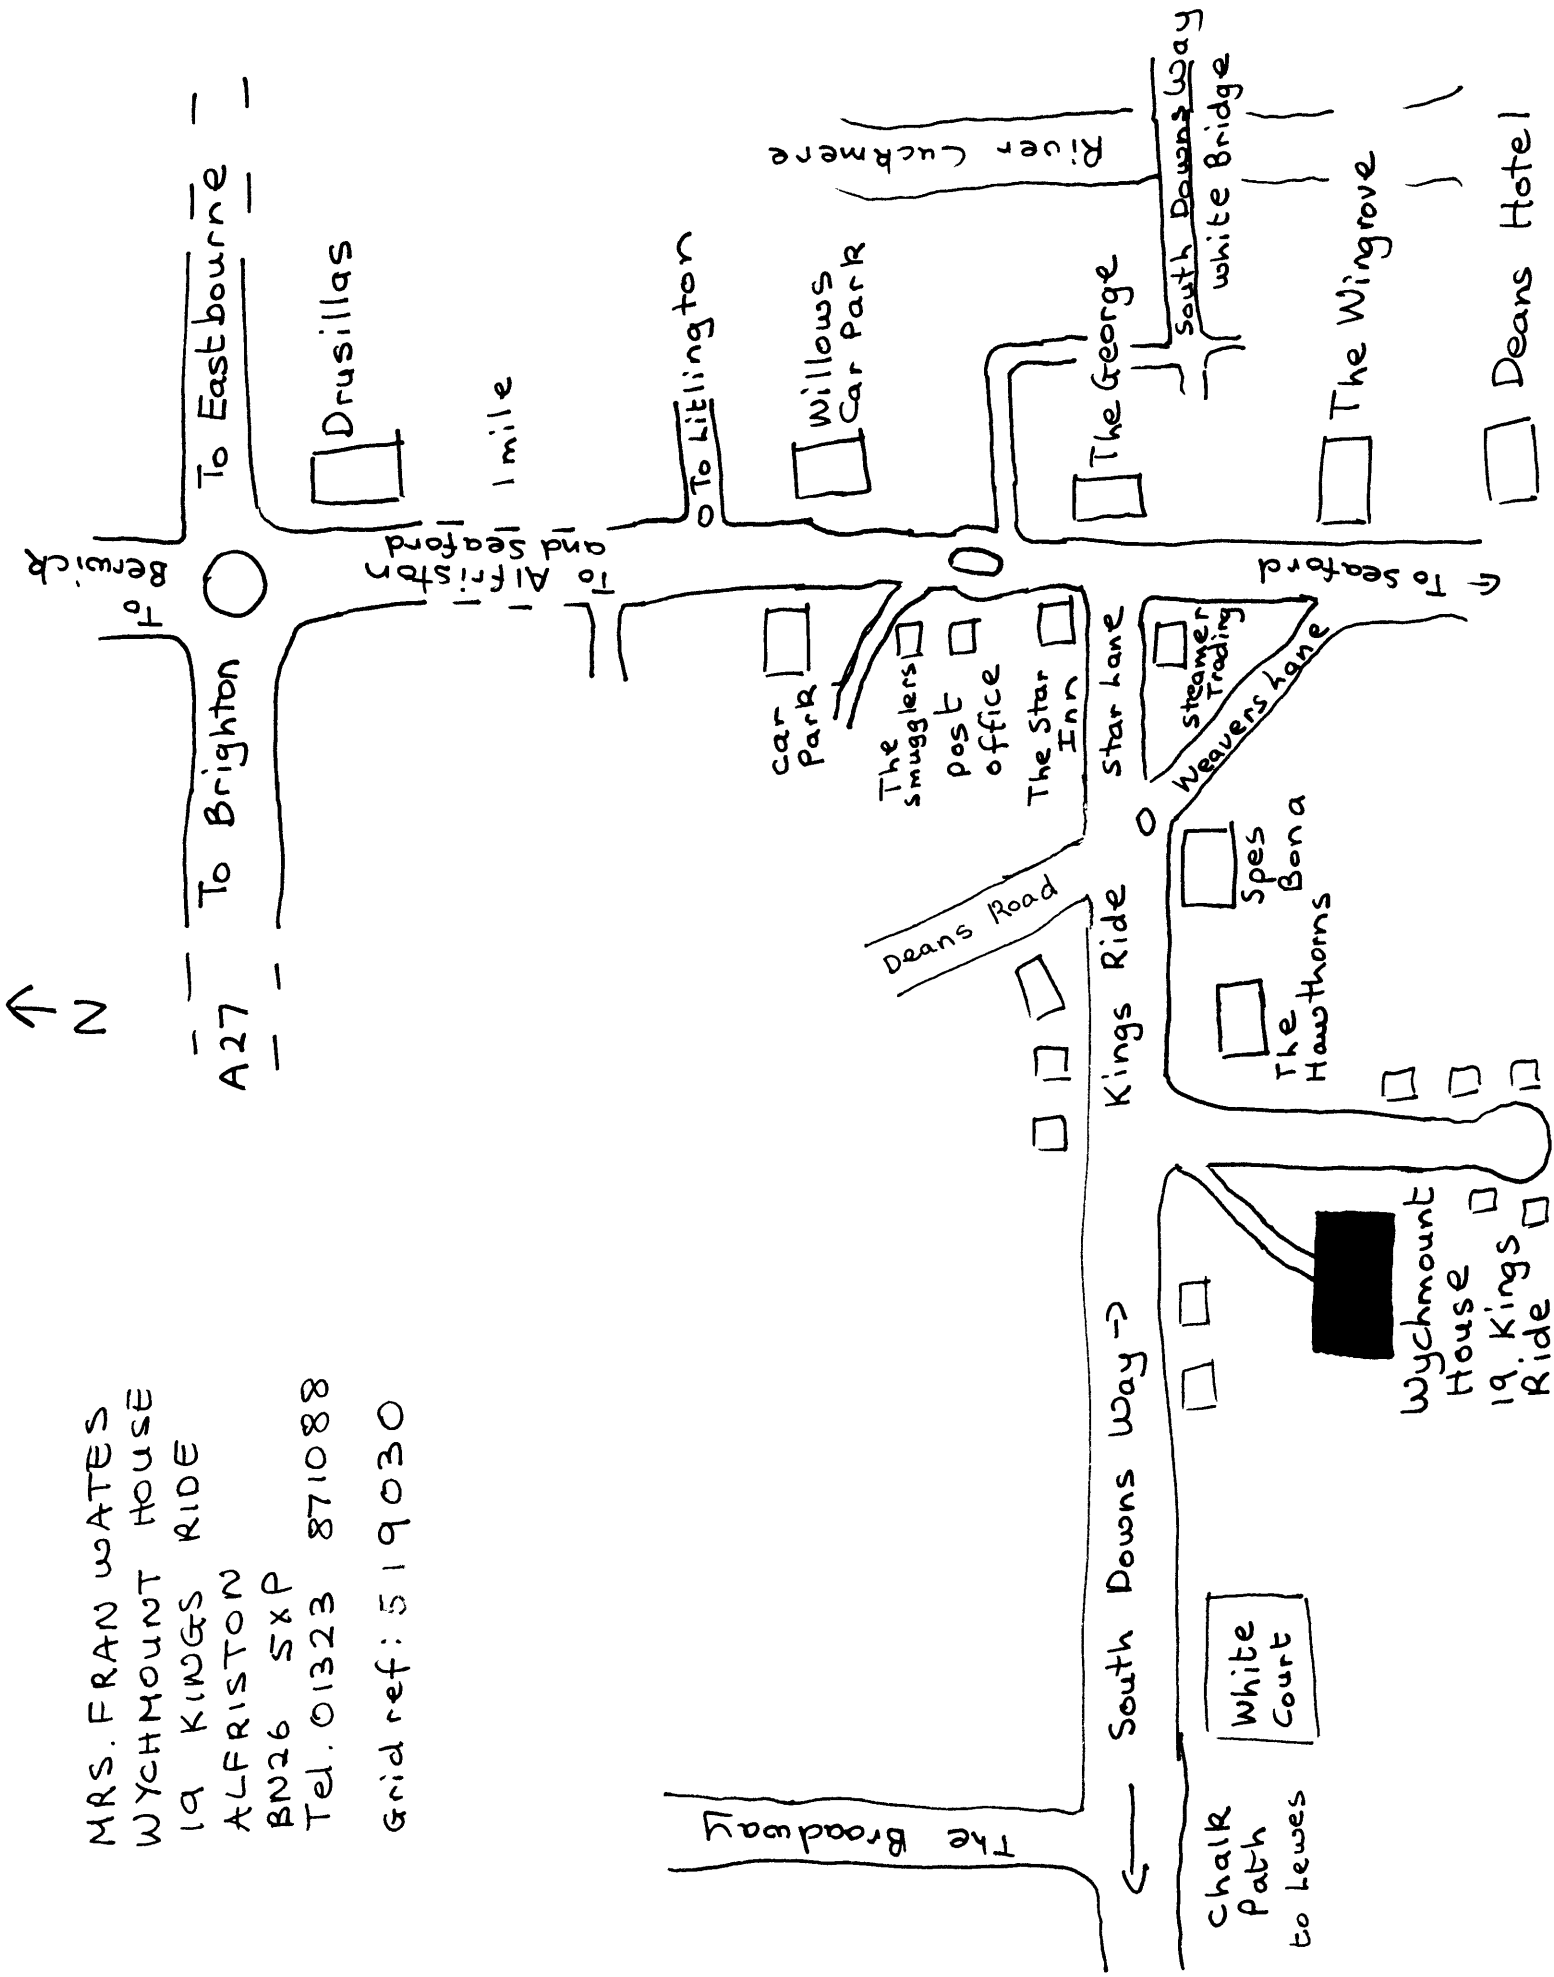 MRS. FRAN WATES
WYCHMOUNT HOUSE
19 KINGS RIDE
ALFRISTON
BN26 5XP
Tel. 01323 871088
Grid ref: 519030
N
A27
To Brighton
To Berwick
To Eastbourne
Drusillas
1 mile
To Alfriston
and Seaford
To Litlington
Willows
Car Park
Car
Park
The
Smugglers
Post
Office
The Star
Inn
Star Lane
Steamer
Trading
Weavers Lane
To Seaford
The George
South Downs Way
White Bridge
River Cuckmere
The Wingrove
Deans Hotel
Deans Road
Kings Ride
Spes
Bona
The
Hawthorns
Wychmount
House
19 Kings
Ride
South Downs Way
White
Court
The Broadway
Chalk
Path
to Lewes